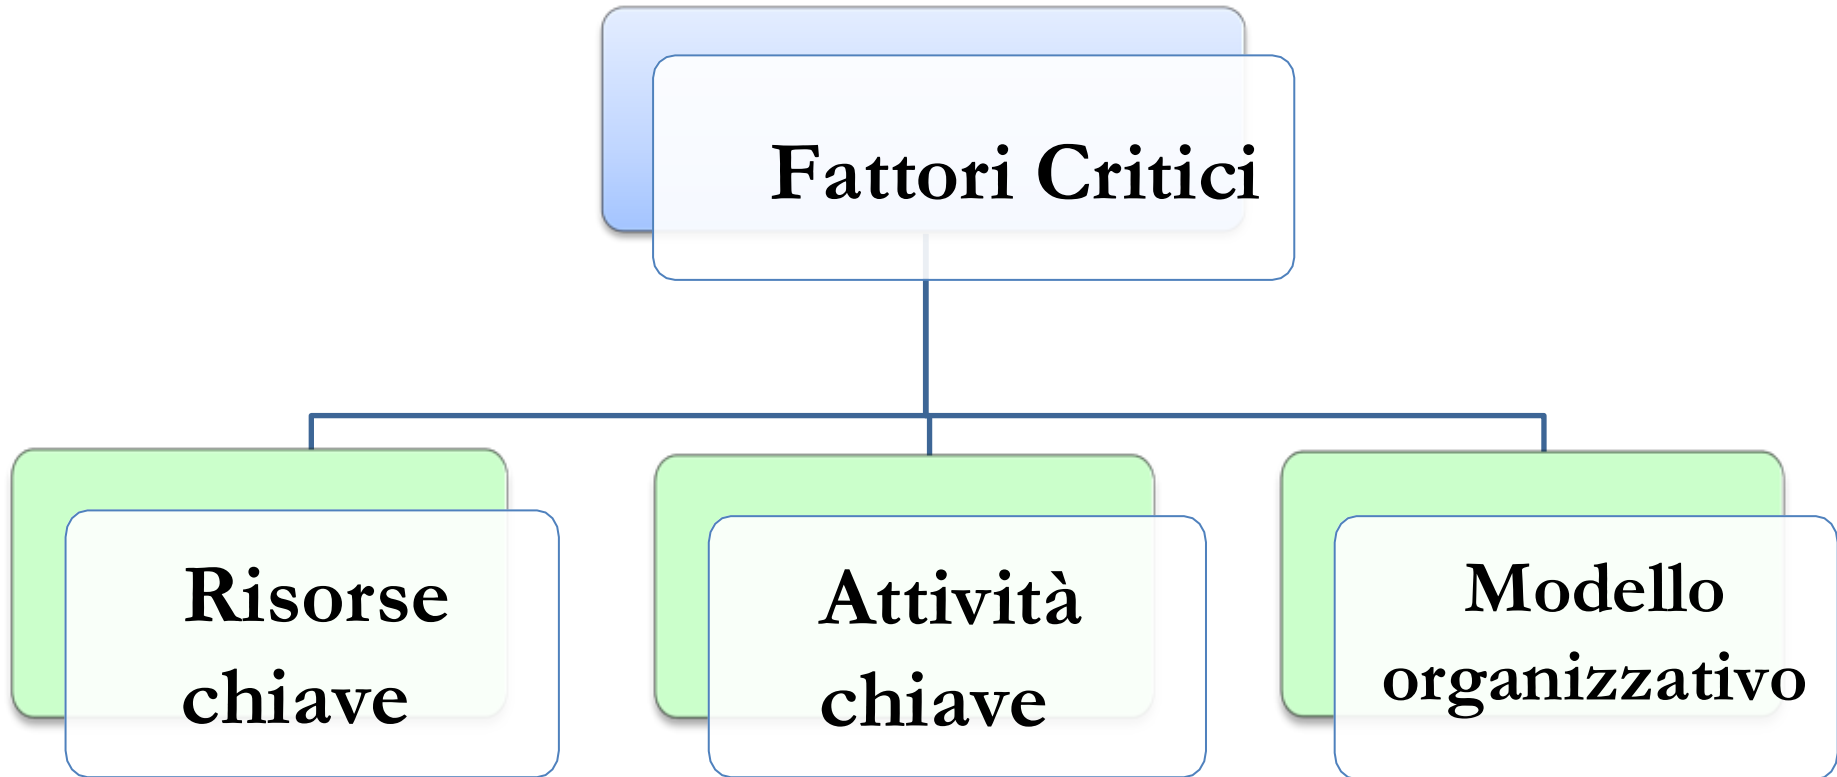 Fattori Critici
Risorse
chiave
Attività
chiave
Modello
organizzativo